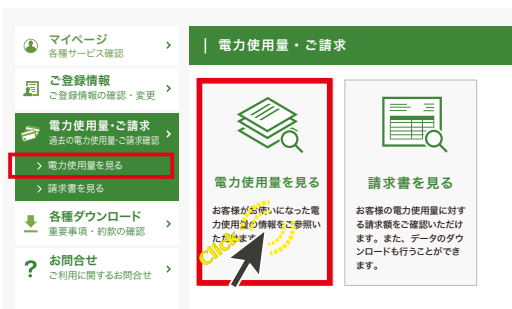 マイページ
各種サービス確認
ご登録情報
ご登録情報の確認・変更
電力使用量・ご請求
過去の電力使用量・ご請求確認
電力使用量を見る
請求書を見る
各種ダウンロード
重要事項・約款の確認
お問合せ
ご利用に関するお問合せ
電力使用量・ご請求
電力使用量を見る
お客様がお使いになった電
力使用量の情報をご参照い
ただけます。
Click
請求書を見る
お客様の電力使用量に対す
る請求額をご確認いただけ
ます。また、データのダウ
ンロードも行うことができ
ます。